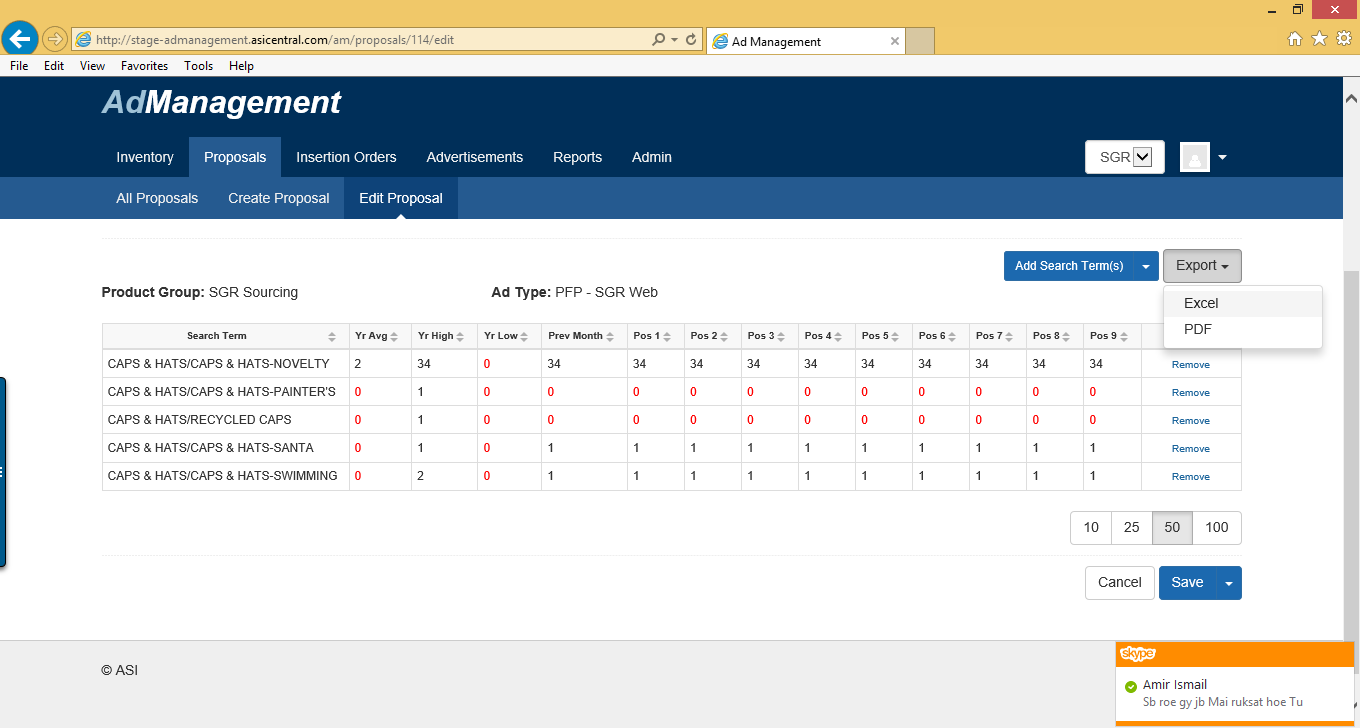 http://stage-admanagement.asicentral.com/am/proposals/114/edit
Ad Management
File Edit View Favorites Tools Help
AdManagement
Inventory Proposals Insertion Orders Advertisements Reports Admin SGR
All Proposals Create Proposal Edit Proposal
Add Search Term(s) Export
Excel
PDF
Product Group: SGR Sourcing Ad Type: PFP - SGR Web
Search Term Yr Avg Yr High Yr Low Prev Month Pos 1 Pos 2 Pos 3 Pos 4 Pos 5 Pos 6 Pos 7 Pos 8 Pos 9
CAPS & HATS/CAPS & HATS-NOVELTY 2 34 0 34 34 34 34 34 34 34 34 34 34 Remove
CAPS & HATS/CAPS & HATS-PAINTER'S 0 1 0 0 0 0 0 0 0 0 0 0 0 Remove
CAPS & HATS/RECYCLED CAPS 0 1 0 0 0 0 0 0 0 0 0 0 0 Remove
CAPS & HATS/CAPS & HATS-SANTA 0 1 0 1 1 1 1 1 1 1 1 1 1 Remove
CAPS & HATS/CAPS & HATS-SWIMMING 0 2 0 1 1 1 1 1 1 1 1 1 1 Remove
10 25 50 100
Cancel Save
© ASI
skype
Amir Ismail
Sb roe gy jb Mai ruksat hoe Tu